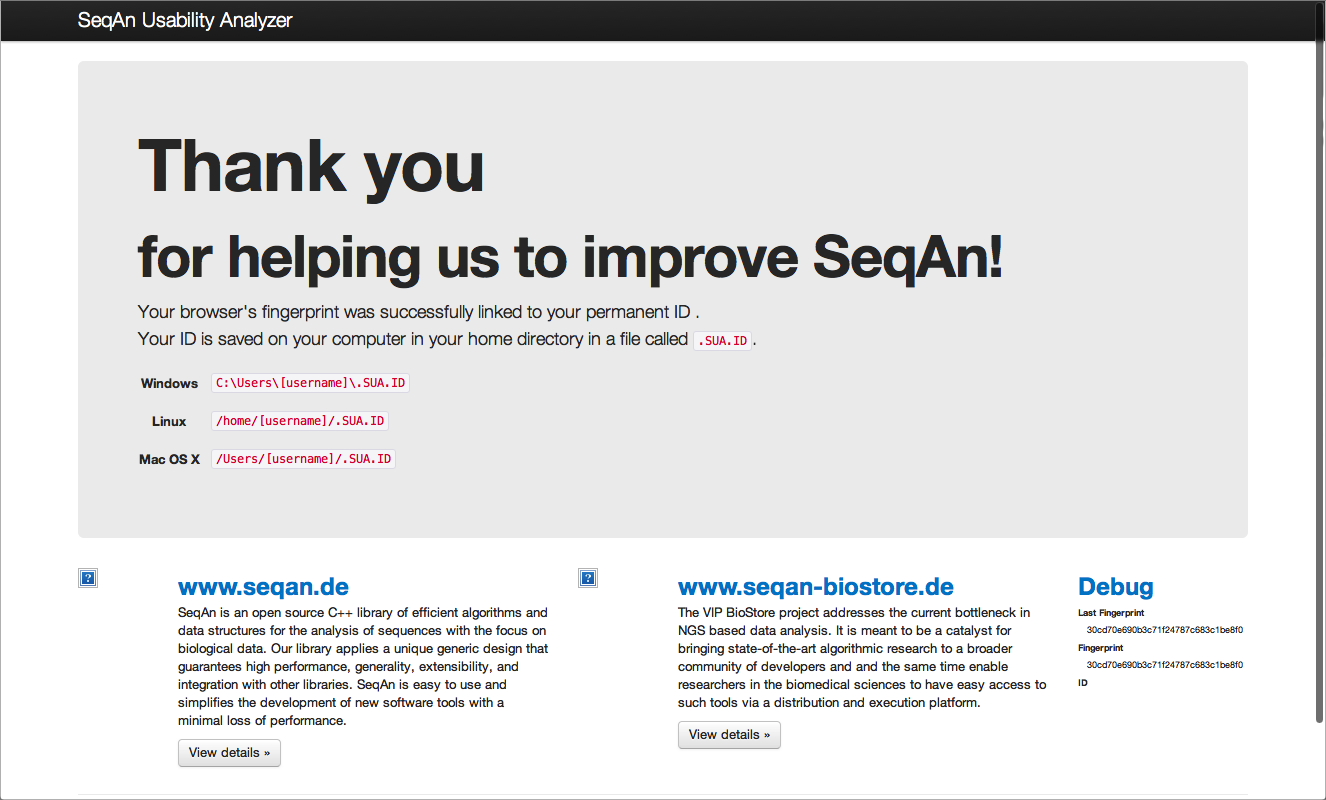 SeqAn Usability Analyzer
Thank you
for helping us to improve SeqAn!
Your browser's fingerprint was successfully linked to your permanent ID .
Your ID is saved on your computer in your home directory in a file called .SUA.ID.
Windows C:\Users\[username]\.SUA.ID
Linux /home/[username]/.SUA.ID
Mac OS X /Users/[username]/.SUA.ID
www.seqan.de
SeqAn is an open source C++ library of efficient algorithms and
data structures for the analysis of sequences with the focus on
biological data. Our library applies a unique generic design that
guarantees high performance, generality, extensibility, and
integration with other libraries. SeqAn is easy to use and
simplifies the development of new software tools with a
minimal loss of performance.
View details »
www.seqan-biostore.de
The VIP BioStore project addresses the current bottleneck in
NGS based data analysis. It is meant to be a catalyst for
bringing state-of-the-art algorithmic research to a broader
community of developers and and the same time enable
researchers in the biomedical sciences to have easy access to
such tools via a distribution and execution platform.
View details »
Debug
Last Fingerprint
30cd70e690b3c71f24787c683c1be8f0
Fingerprint
30cd70e690b3c71f24787c683c1be8f0
ID